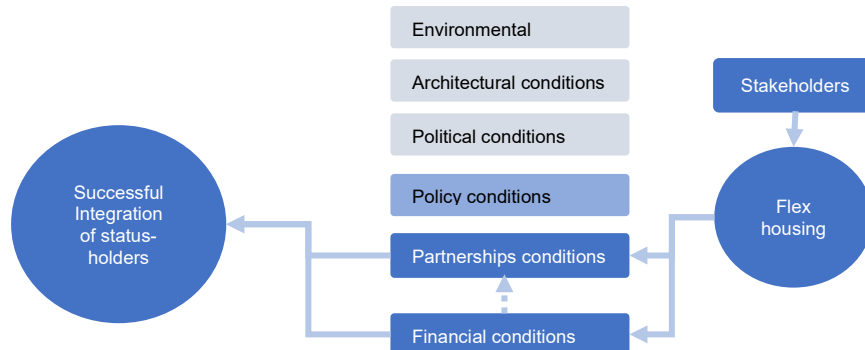 Environmental
Architectural conditions
Stakeholders
Political conditions
Successful
Integration
of status-
holders
Policy conditions
Flex
housing
Partnerships conditions
Financial conditions